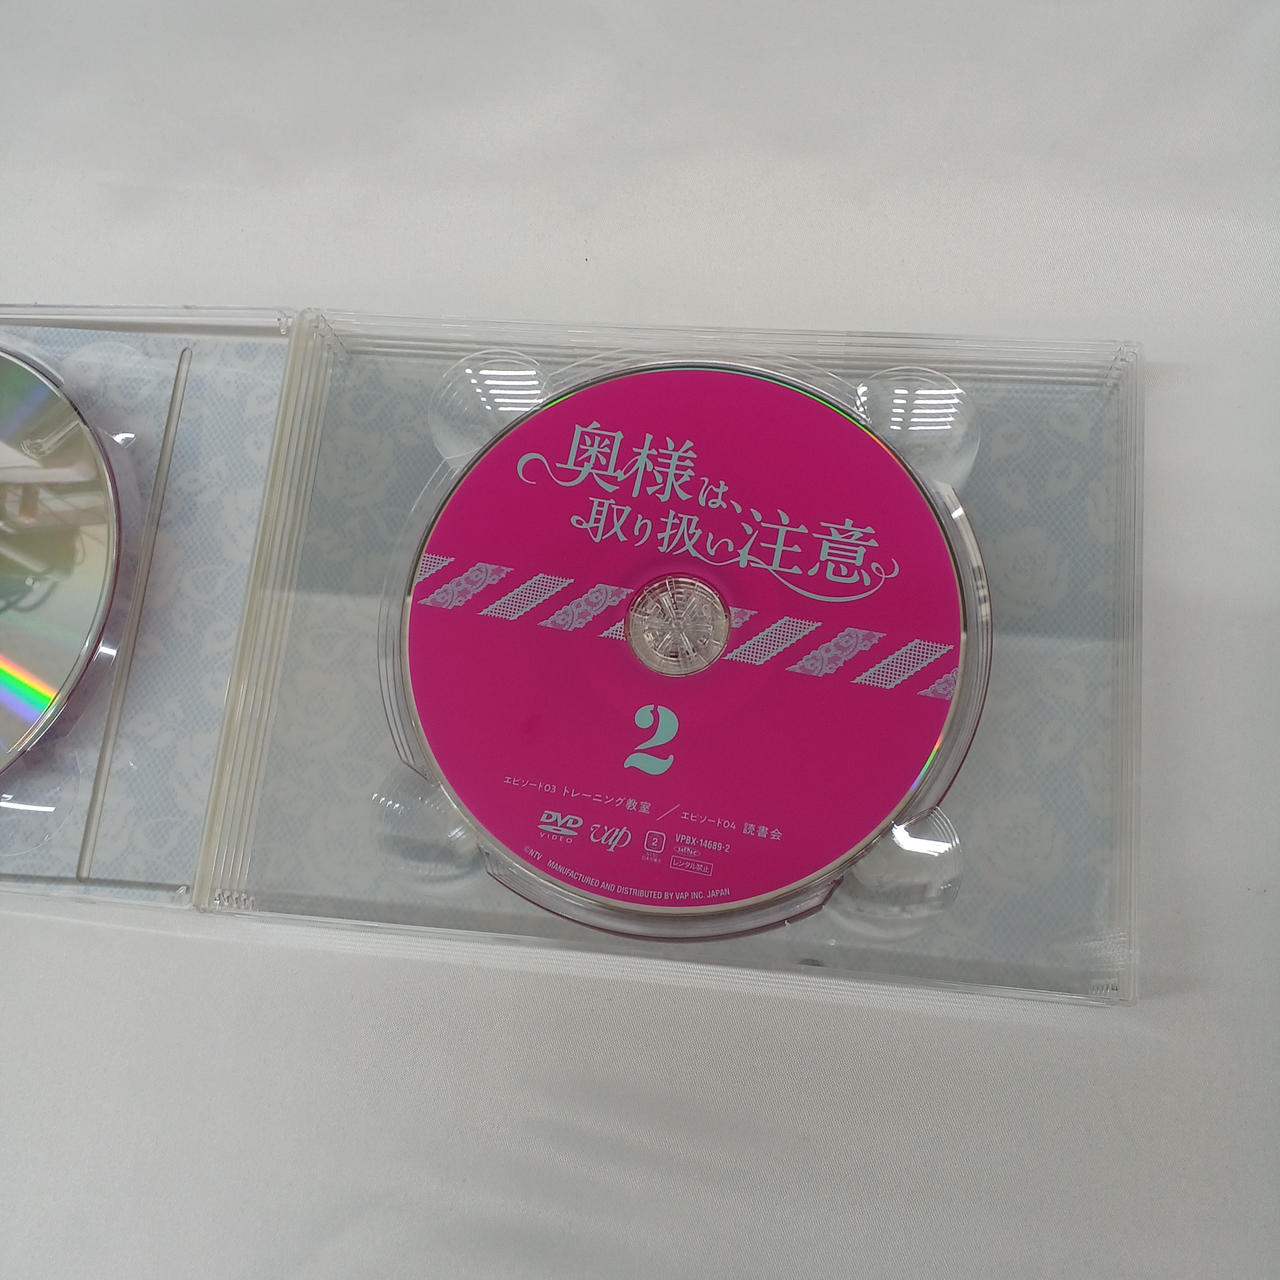 奥様は、
取り扱い注意
2
エピソード03 トレーニング教室 / エピソード04 読書会
DVD
VIDEO
vap
2
VPBX-14689-2
レンタル禁止
©NTV MANUFACTURED AND DISTRIBUTED BY VAP INC. JAPAN